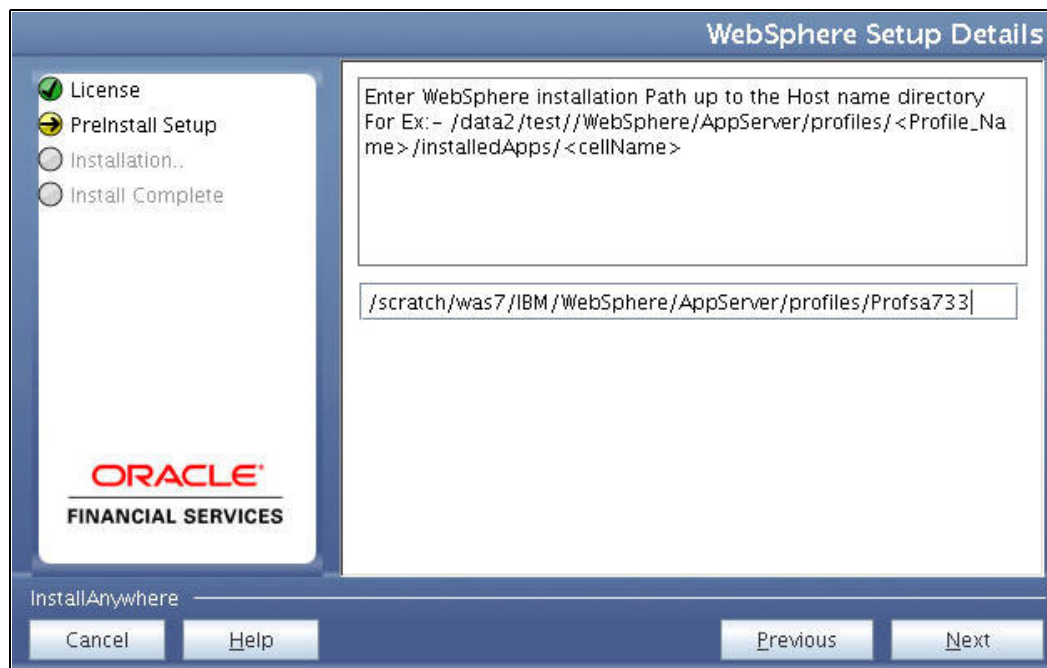 WebSphere Setup Details
License
PreInstall Setup
Installation..
Install Complete
Enter WebSphere installation Path up to the Host name directory
For Ex:- /data2/test//WebSphere/AppServer/profiles/<Profile_Na
me>/installedApps/<cellName>
/scratch/was7/IBM/WebSphere/AppServer/profiles/Profsa733
ORACLE
FINANCIAL SERVICES
InstallAnywhere
Cancel Help Previous Next